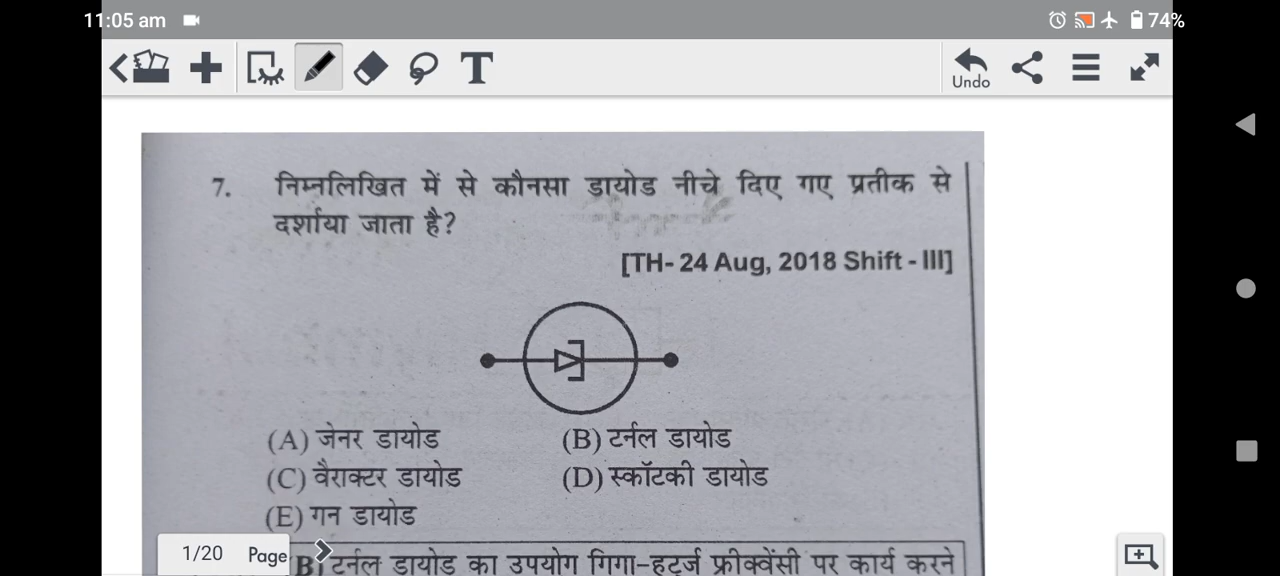 11:05 am
74%
T
Undo
7. निम्नलिखित में से कौनसा डायोड नीचे दिए गए प्रतीक से
दर्शाया जाता है?
[TH- 24 Aug, 2018 Shift - III]
(A) जेनर डायोड (B) टर्नल डायोड
(C) वैराक्टर डायोड (D) स्कॉटकी डायोड
(E) गन डायोड
1/20 Page
B) टर्नल डायोड का उपयोग गिगा-हर्ट्ज फ्रीक्वेंसी पर कार्य करने